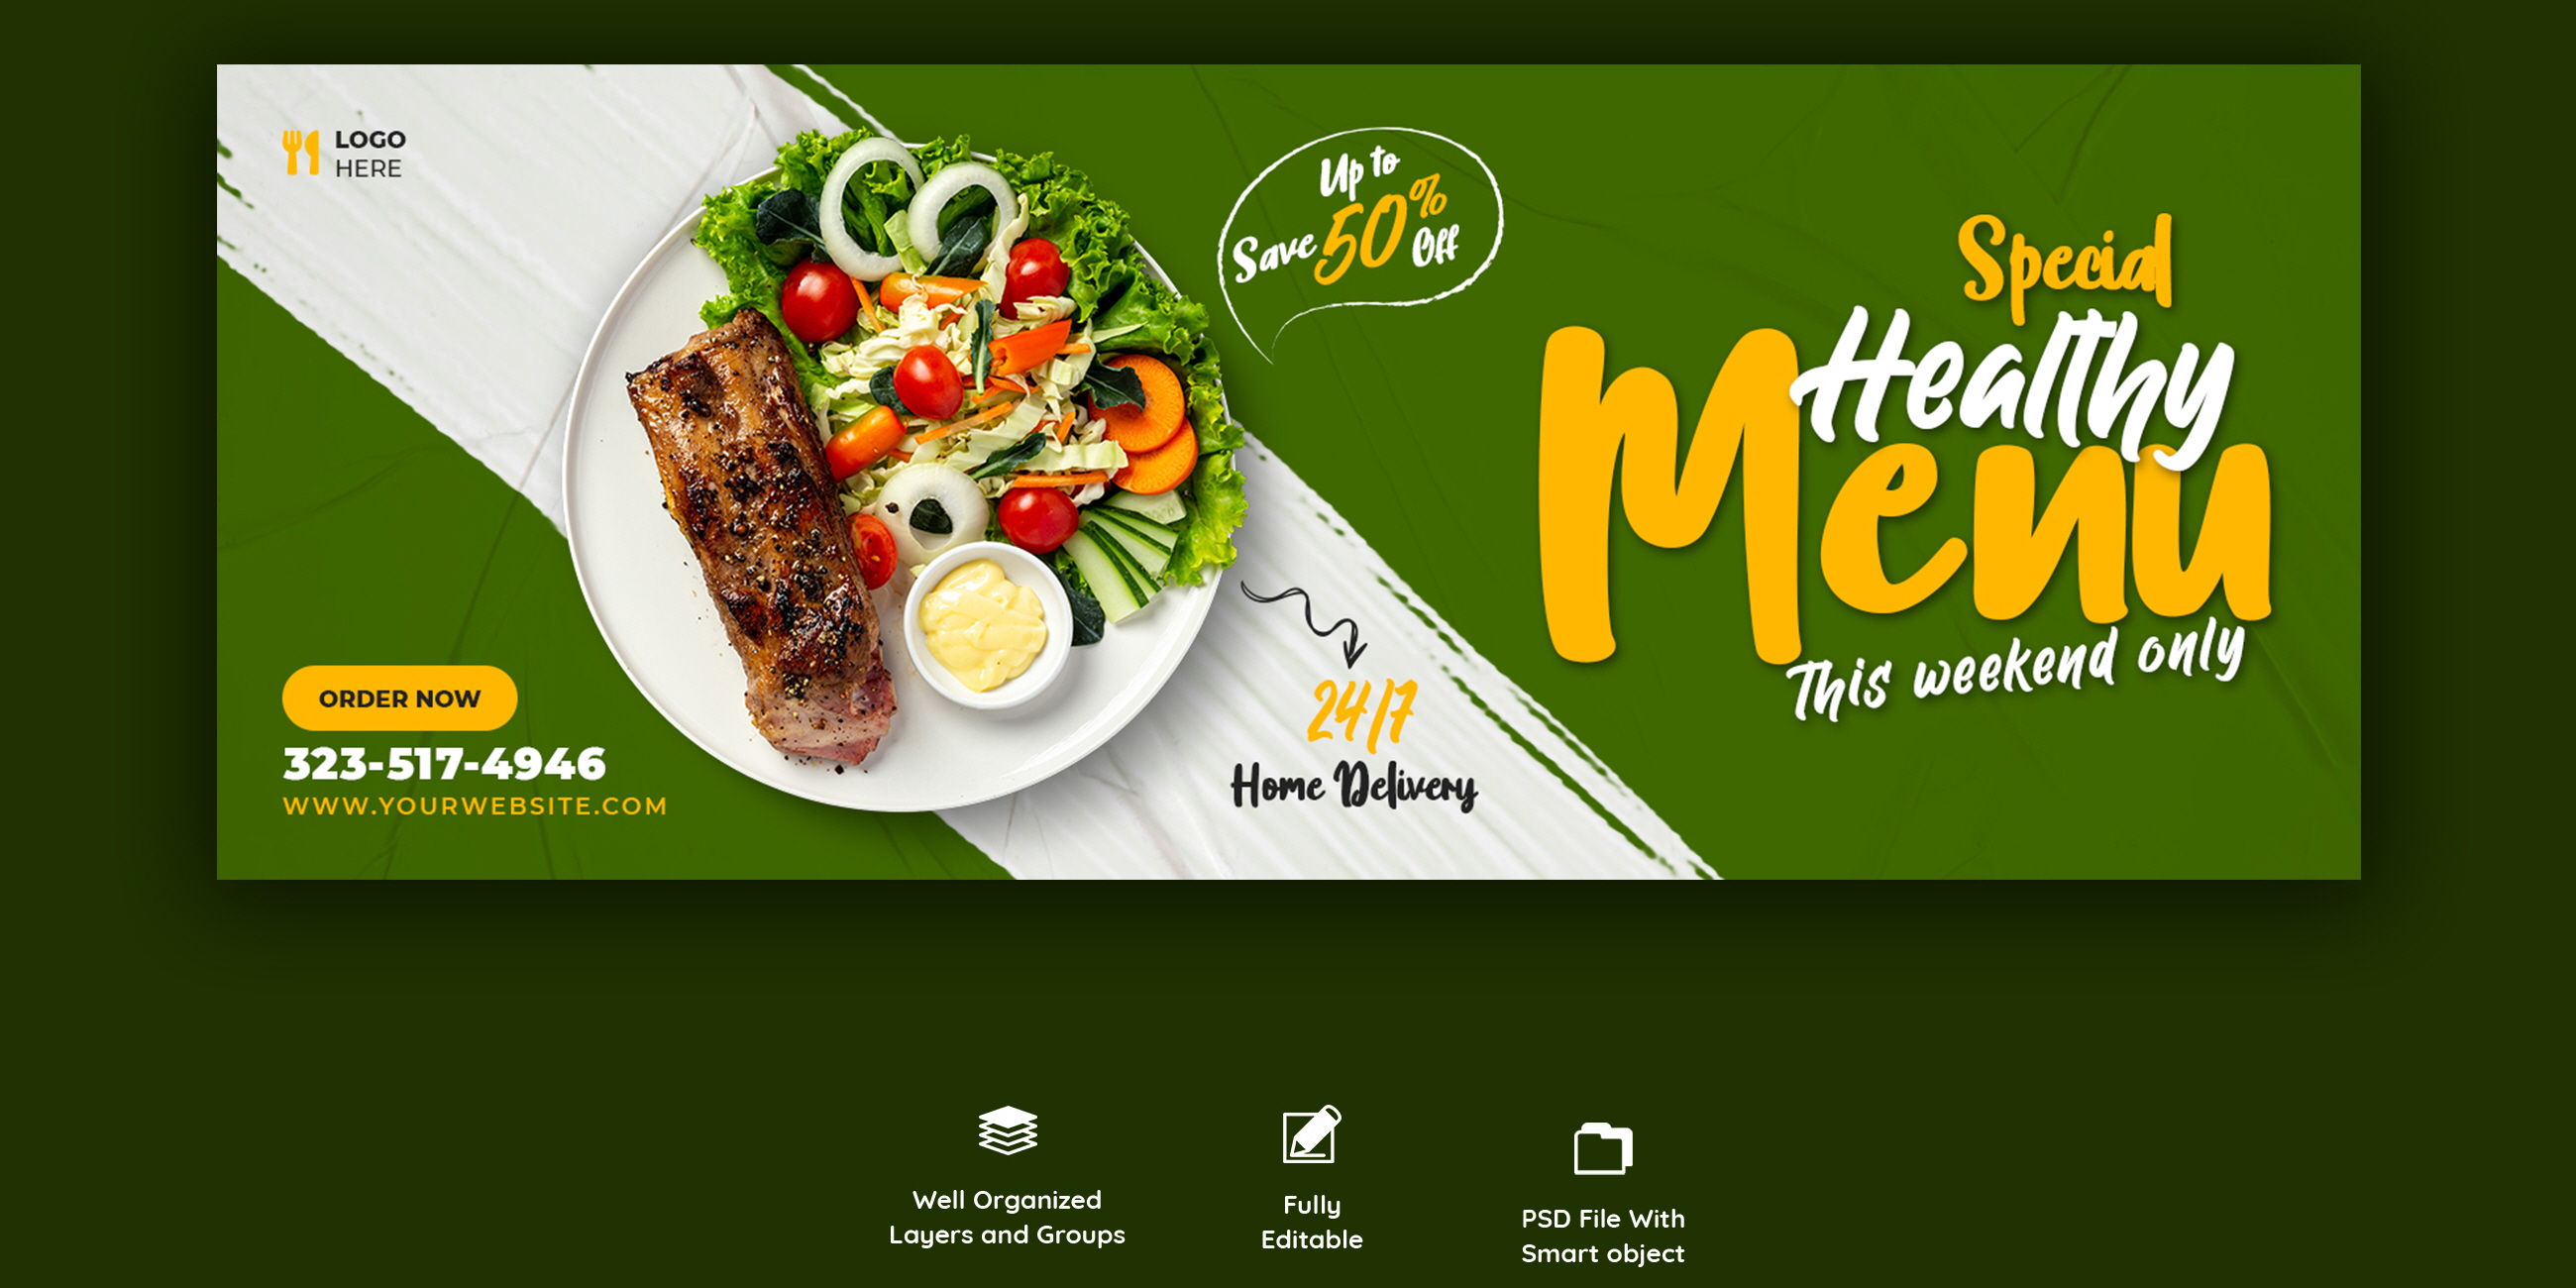 LOGO
HERE
Up to
Save 50% Off
Special
Healthy
Menu
This weekend only
24/7
Home Delivery
ORDER NOW
323-517-4946
WWW.YOURWEBSITE.COM
Well Organized
Layers and Groups
Fully
Editable
PSD File With
Smart object